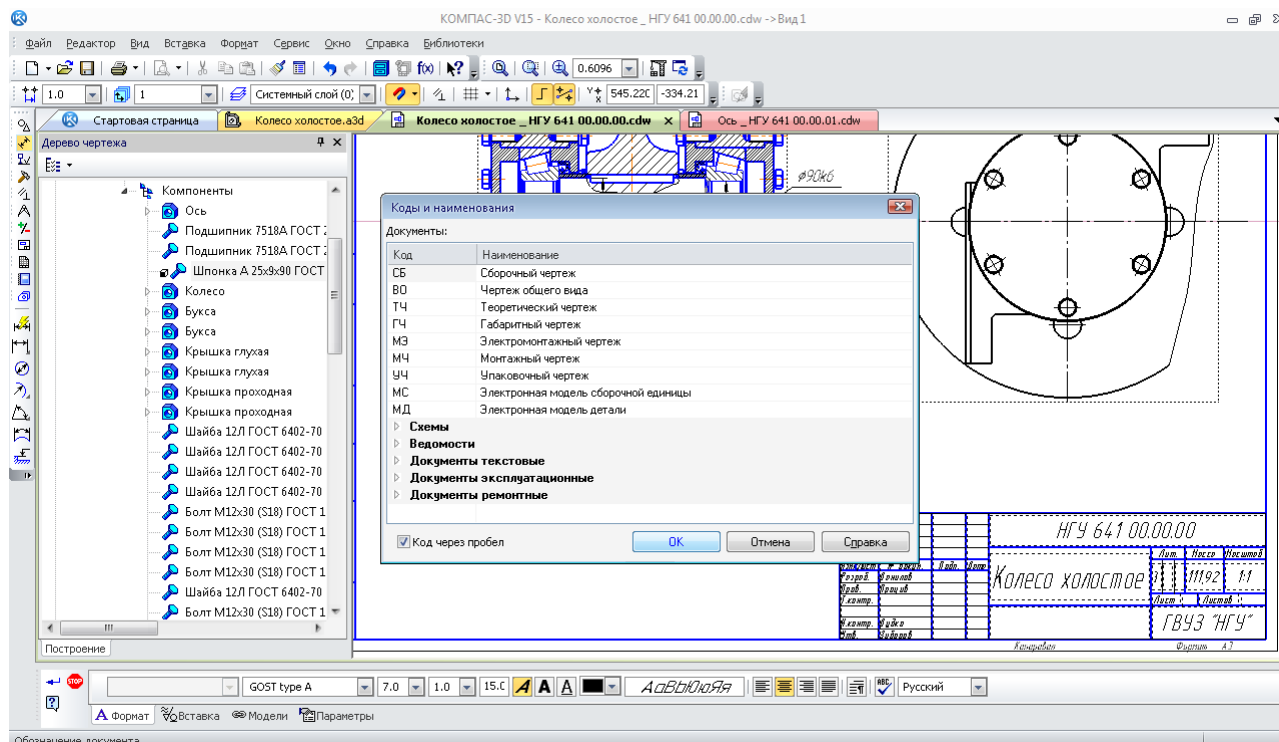 КОМПАС-3D V15 - Колесо холостое _ НГУ 641 00.00.00.cdw ->Вид 1
Файл Редактор Вид Вставка Формат Сервис Окно Справка Библиотеки
0.6096
1.0 1 Системный слой (0; 545.220 -334.21
Стартовая страница Колесо холостое.a3d Колесо холостое _ НГУ 641 00.00.00.cdw Ось _ НГУ 641 00.00.01.cdw
Дерево чертежа
Компоненты
Ось
Подшипник 7518А ГОСТ
Подшипник 7518А ГОСТ
Шпонка А 25х9х90 ГОСТ
Колесо
Букса
Букса
Крышка глухая
Крышка глухая
Крышка проходная
Крышка проходная
Шайба 12Л ГОСТ 6402-70
Шайба 12Л ГОСТ 6402-70
Шайба 12Л ГОСТ 6402-70
Шайба 12Л ГОСТ 6402-70
Болт М12х30 (S18) ГОСТ 1
Болт М12х30 (S18) ГОСТ 1
Болт М12х30 (S18) ГОСТ 1
Болт М12х30 (S18) ГОСТ 1
Шайба 12Л ГОСТ 6402-70
Болт М12х30 (S18) ГОСТ 1
Построение
ø90к6
Коды и наименования
Документы:
Код Наименование
СБ Сборочный чертеж
ВО Чертеж общего вида
ТЧ Теоретический чертеж
ГЧ Габаритный чертеж
МЭ Электромонтажный чертеж
МЧ Монтажный чертеж
УЧ Упаковочный чертеж
МС Электронная модель сборочной единицы
МД Электронная модель детали
Схемы
Ведомости
Документы текстовые
Документы эксплуатационные
Документы ремонтные
Код через пробел
OK Отмена Справка
НГУ 641 00.00.00
Лит. Масса Масштаб
Колесо холостое 111,92 1:1
Лист Листов
ГВУЗ "НГУ"
Копировал Формат А3
GOST type A 7.0 1.0 15.0 АаВbЮюЯя Русский
Формат Вставка Модели Параметры
Обозначение документа